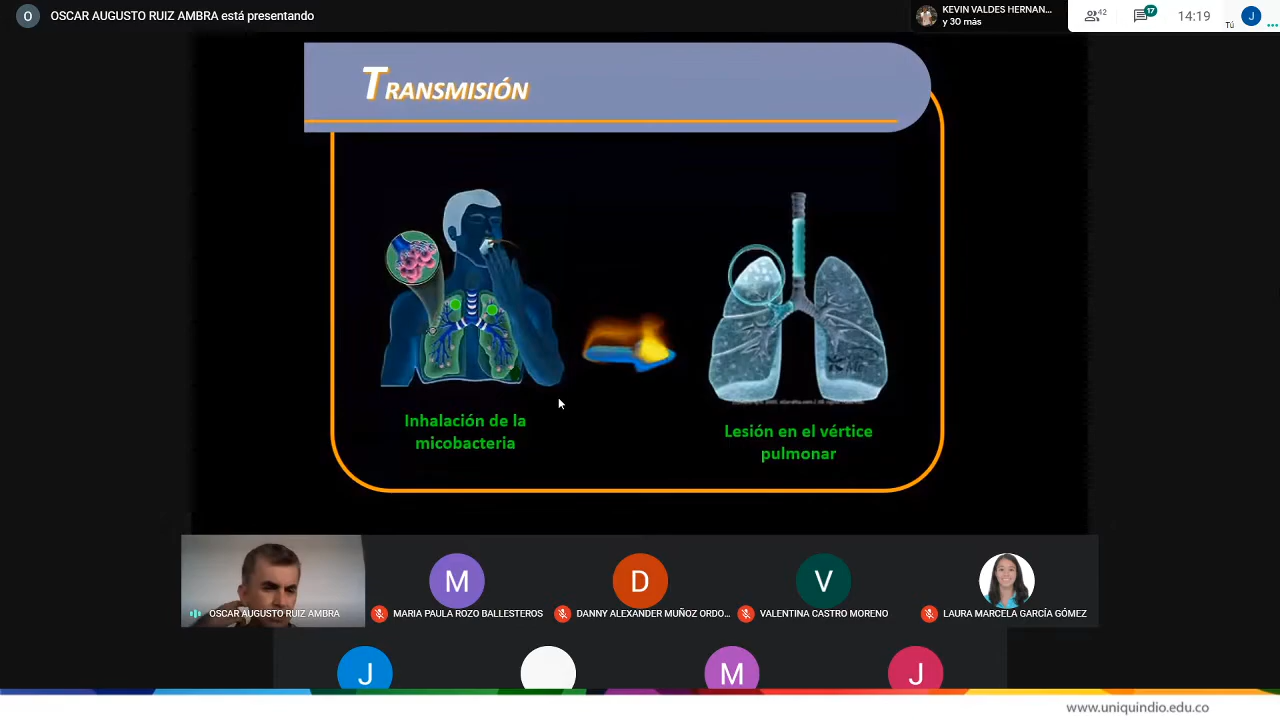 O
OSCAR AUGUSTO RUIZ AMBRA está presentando
KEVIN VALDES HERNAN...
y 30 más
42
17
14:19
Tú
J
TRANSMISIÓN
Inhalación de la
micobacteria
Lesión en el vértice
pulmonar
M
D
V
OSCAR AUGUSTO RUIZ AMBRA
MARIA PAULA ROZO BALLESTEROS
DANNY ALEXANDER MUÑOZ ORDO...
VALENTINA CASTRO MORENO
LAURA MARCELA GARCÍA GÓMEZ
J
M
J
www.uniquindio.edu.co